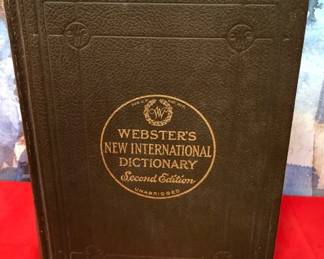 WEBSTER'S
NEW INTERNATIONAL
DICTIONARY
Second Edition
UNABRIDGED